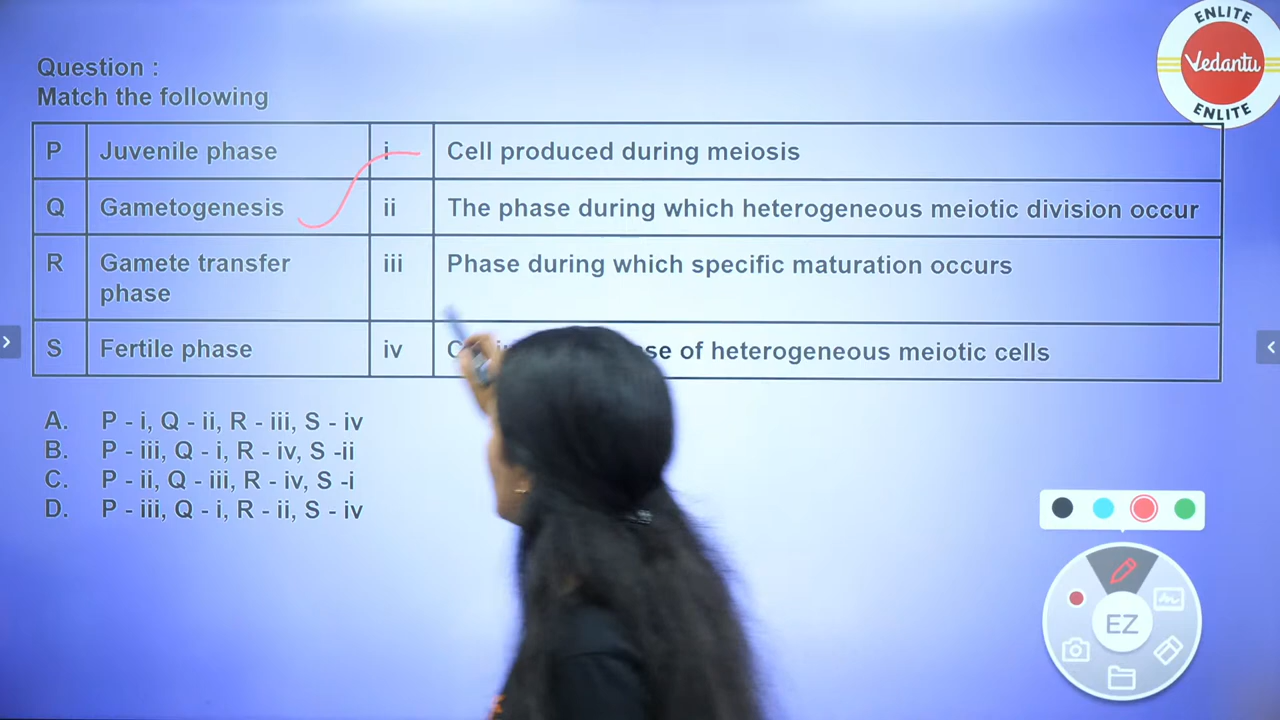 ENLITE
Vedantu
ENLITE
Question :
Match the following
P Juvenile phase i Cell produced during meiosis
Q Gametogenesis ii The phase during which heterogeneous meiotic division occur
R Gamete transfer phase iii Phase during which specific maturation occurs
S Fertile phase iv of heterogeneous meiotic cells
A. P - i, Q - ii, R - iii, S - iv
B. P - iii, Q - i, R - iv, S -ii
C. P - ii, Q - iii, R - iv, S -i
D. P - iii, Q - i, R - ii, S - iv
EZ